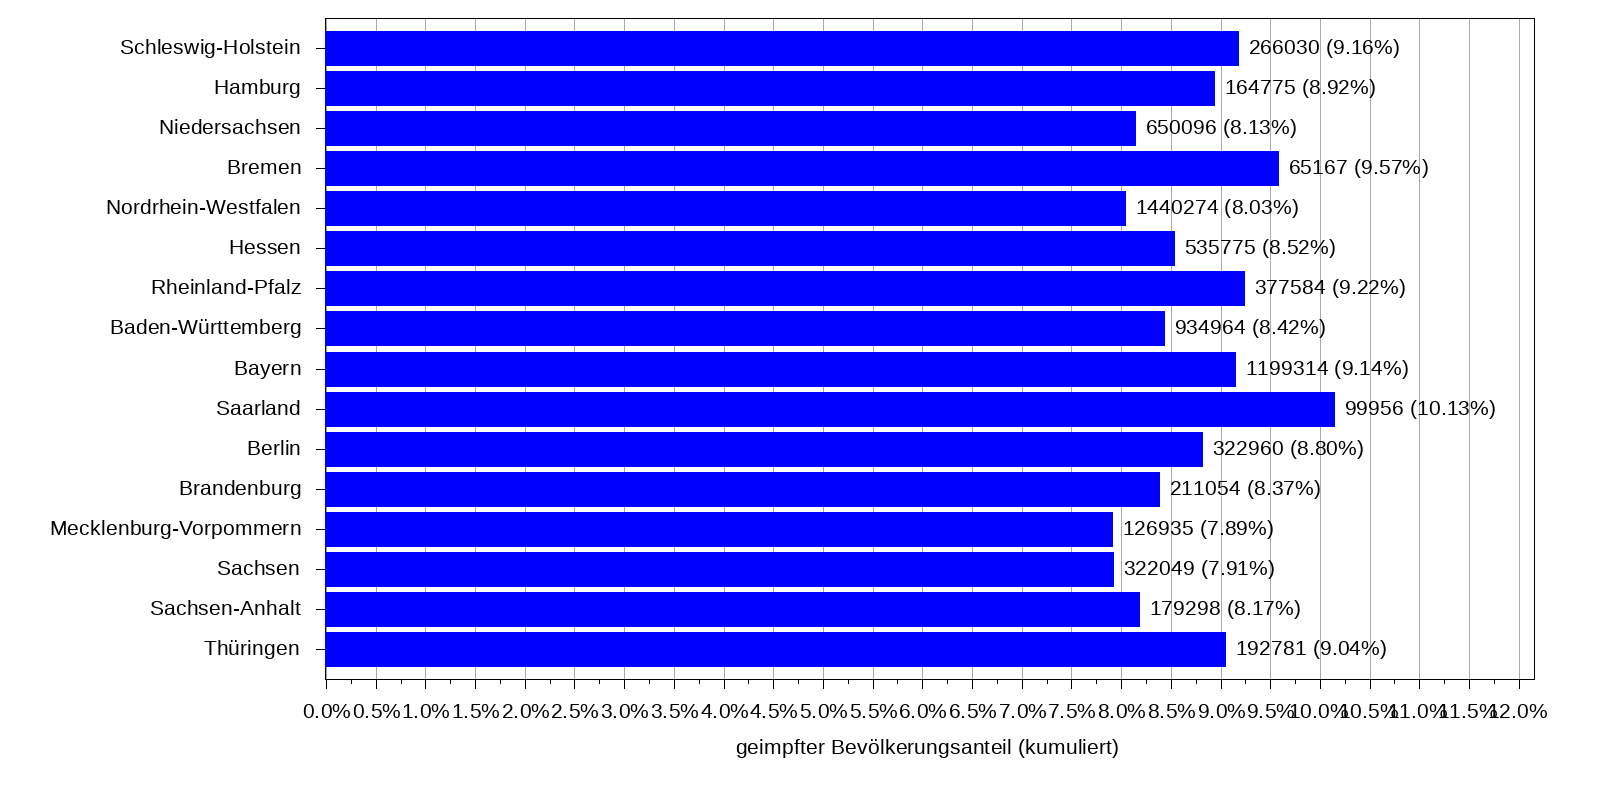 Schleswig-Holstein 266030 (9.16%)
Hamburg 164775 (8.92%)
Niedersachsen 650096 (8.13%)
Bremen 65167 (9.57%)
Nordrhein-Westfalen 1440274 (8.03%)
Hessen 535775 (8.52%)
Rheinland-Pfalz 377584 (9.22%)
Baden-Württemberg 934964 (8.42%)
Bayern 1199314 (9.14%)
Saarland 99956 (10.13%)
Berlin 322960 (8.80%)
Brandenburg 211054 (8.37%)
Mecklenburg-Vorpommern 126935 (7.89%)
Sachsen 322049 (7.91%)
Sachsen-Anhalt 179298 (8.17%)
Thüringen 192781 (9.04%)
0.0% 0.5% 1.0% 1.5% 2.0% 2.5% 3.0% 3.5% 4.0% 4.5% 5.0% 5.5% 6.0% 6.5% 7.0% 7.5% 8.0% 8.5% 9.0% 9.5% 10.0% 10.5% 11.0% 11.5% 12.0%
geimpfter Bevölkerungsanteil (kumuliert)